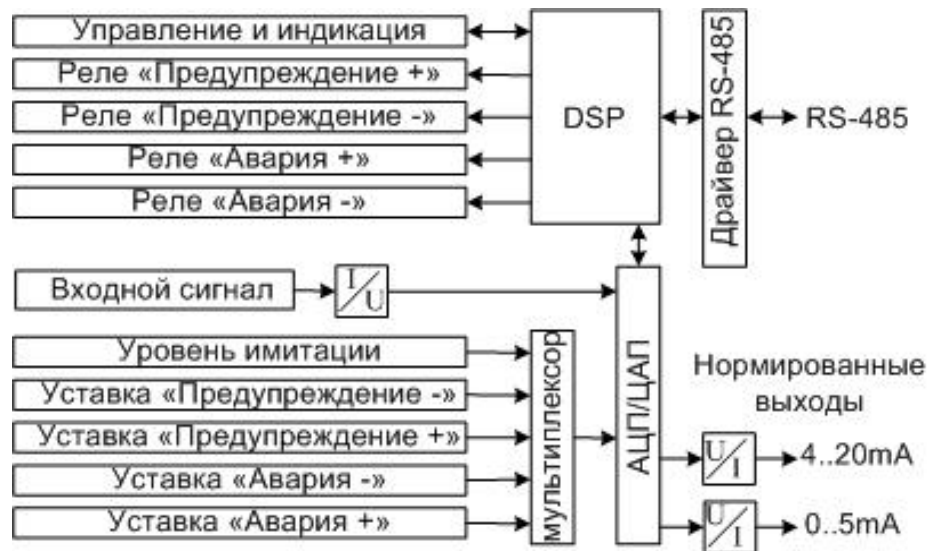 Управление и индикация
Реле «Предупреждение +»
Реле «Предупреждение -»
Реле «Авария +»
Реле «Авария -»
DSP
Драйвер RS-485
RS-485
Входной сигнал
I/U
Уровень имитации
Уставка «Предупреждение -»
Уставка «Предупреждение +»
Уставка «Авария -»
Уставка «Авария +»
мультиплексор
АЦП/ЦАП
Нормированные
выходы
U/I
4..20mA
U/I
0..5mA